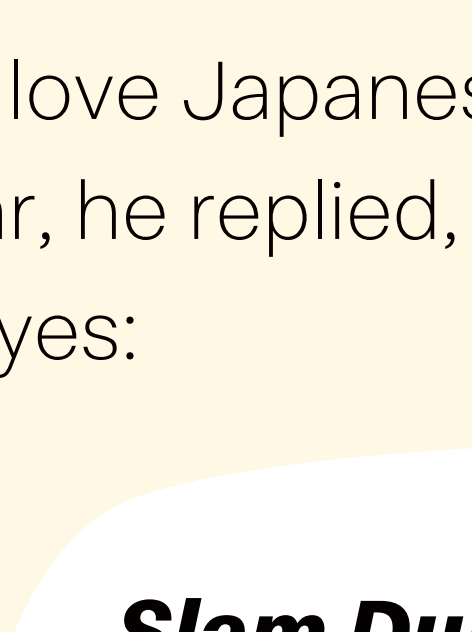 love Japanes
r, he replied,
yes:
Slam Du